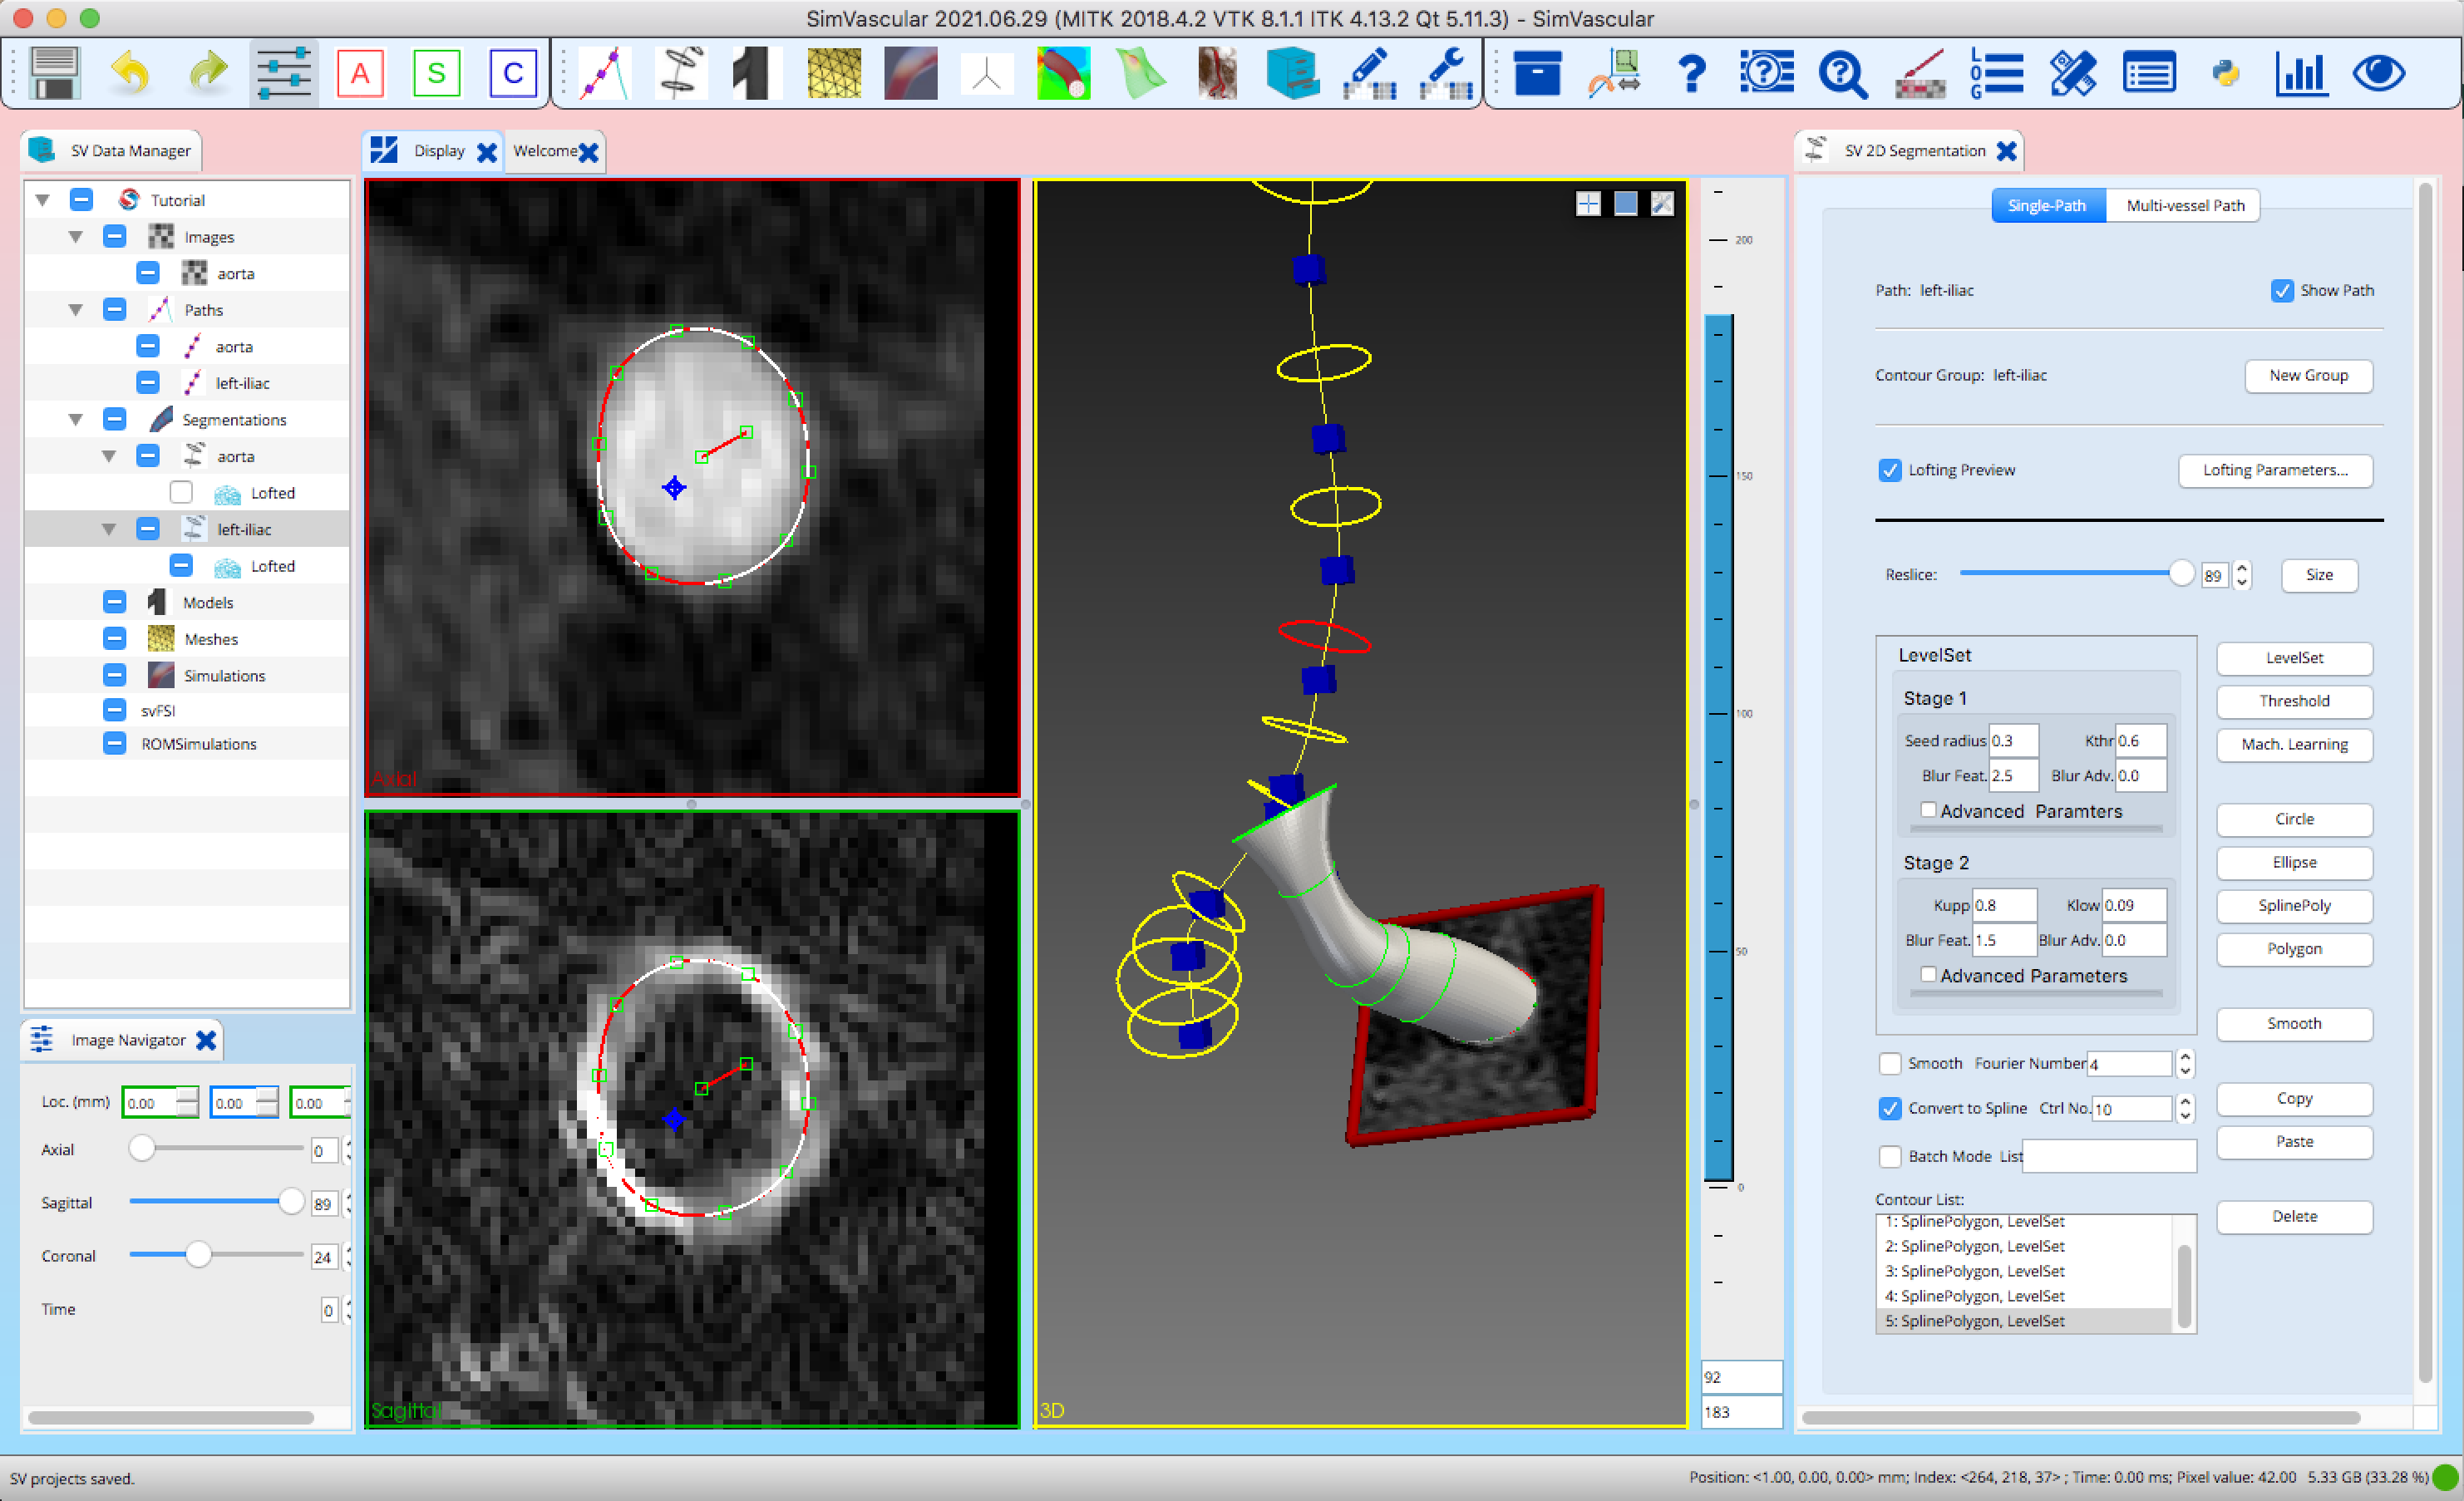 SimVascular 2021.06.29 (MITK 2018.4.2 VTK 8.1.1 ITK 4.13.2 Qt 5.11.3) - SimVascular
A S C
LOG
SV Data Manager
Tutorial
Images
aorta
Paths
aorta
left-iliac
Segmentations
aorta
Lofted
left-iliac
Lofted
Models
Meshes
Simulations
svFSI
ROMSimulations
Image Navigator
Loc. (mm) 0.00 0.00 0.00
Axial 0
Sagittal 89
Coronal 24
Time 0
Display
Welcome
Axial
Sagittal
3D
200
150
100
50
0
92
183
SV 2D Segmentation
Single-Path Multi-vessel Path
Path: left-iliac Show Path
Contour Group: left-iliac New Group
Lofting Preview Lofting Parameters...
Reslice: 89 Size
LevelSet
Stage 1
Seed radius 0.3 Kthr 0.6
Blur Feat. 2.5 Blur Adv. 0.0
Advanced Paramters
Stage 2
Kupp 0.8 Klow 0.09
Blur Feat. 1.5 Blur Adv. 0.0
Advanced Parameters
LevelSet
Threshold
Mach. Learning
Circle
Ellipse
SplinePoly
Polygon
Smooth
Smooth Fourier Number 4
Convert to Spline Ctrl No. 10
Batch Mode List
Copy
Paste
Delete
Contour List:
1: SplinePolygon, LevelSet
2: SplinePolygon, LevelSet
3: SplinePolygon, LevelSet
4: SplinePolygon, LevelSet
5: SplinePolygon, LevelSet
SV projects saved.
Position: <1.00, 0.00, 0.00> mm; Index: <264, 218, 37> ; Time: 0.00 ms; Pixel value: 42.00 5.33 GB (33.28 %)